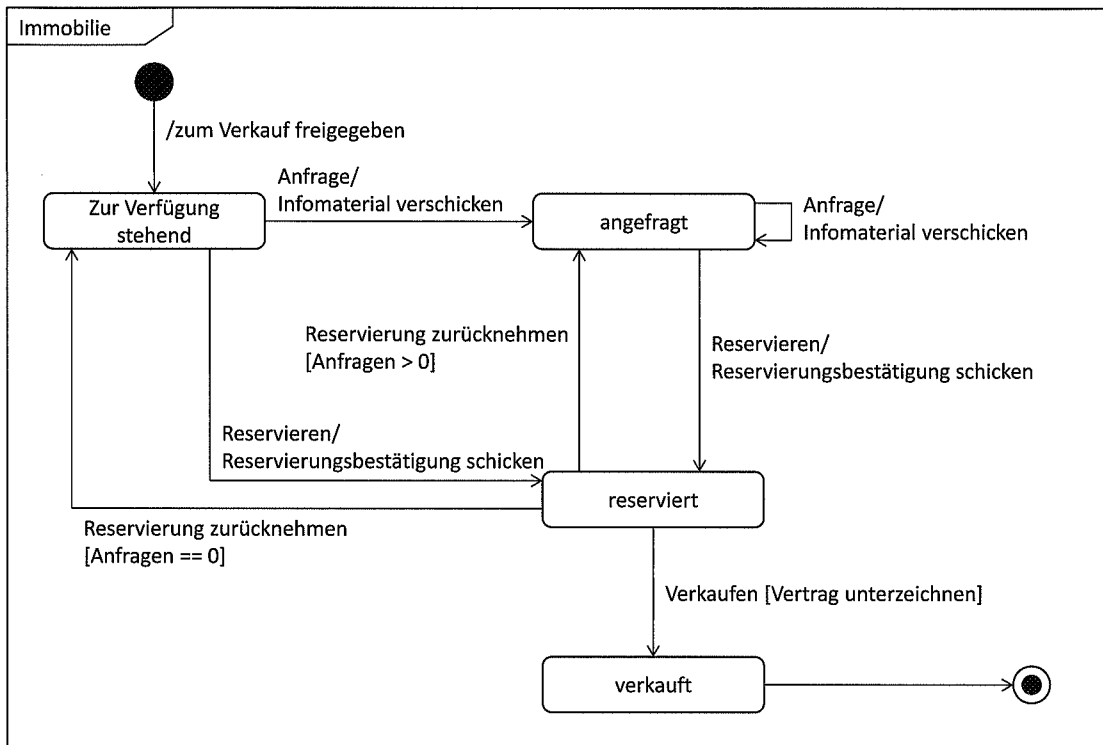 Immobilie
/zum Verkauf freigegeben
Zur Verfügung
stehend
Anfrage/
Infomaterial verschicken
angefragt
Anfrage/
Infomaterial verschicken
Reservierung zurücknehmen
[Anfragen > 0]
Reservieren/
Reservierungsbestätigung schicken
Reservieren/
Reservierungsbestätigung schicken
reserviert
Reservierung zurücknehmen
[Anfragen == 0]
Verkaufen [Vertrag unterzeichnen]
verkauft